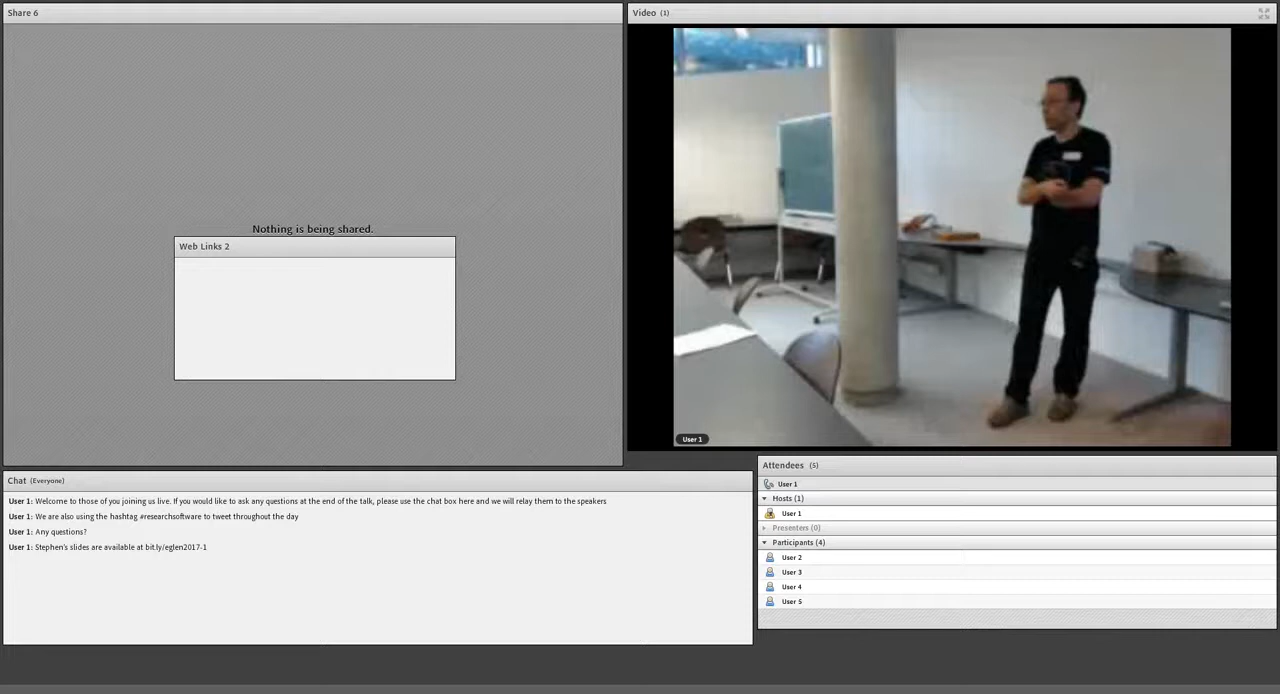 Share 6
Video (1)
Nothing is being shared.
Web Links 2
User 1
Chat (Everyone)
User 1: Welcome to those of you joining us live. If you would like to ask any questions at the end of the talk, please use the chat box here and we will relay them to the speakers
User 1: We are also using the hashtag #researchsoftware to tweet throughout the day
User 1: Any questions?
User 1: Stephen's slides are available at bit.ly/eglen2017-1
Attendees (5)
User 1
Hosts (1)
User 1
Presenters (0)
Participants (4)
User 2
User 3
User 4
User 5